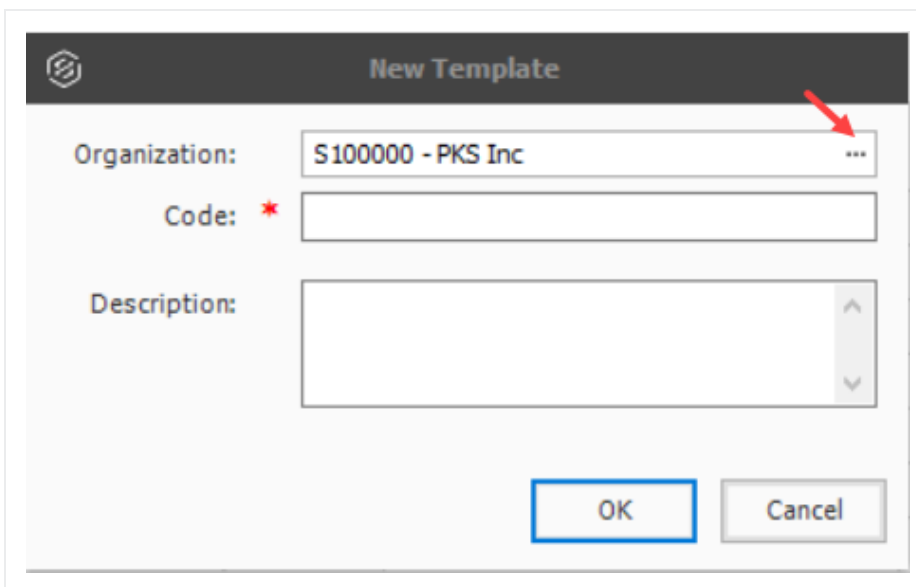 New Template
Organization: S100000 - PKS Inc ...
Code: *
Description:
OK Cancel